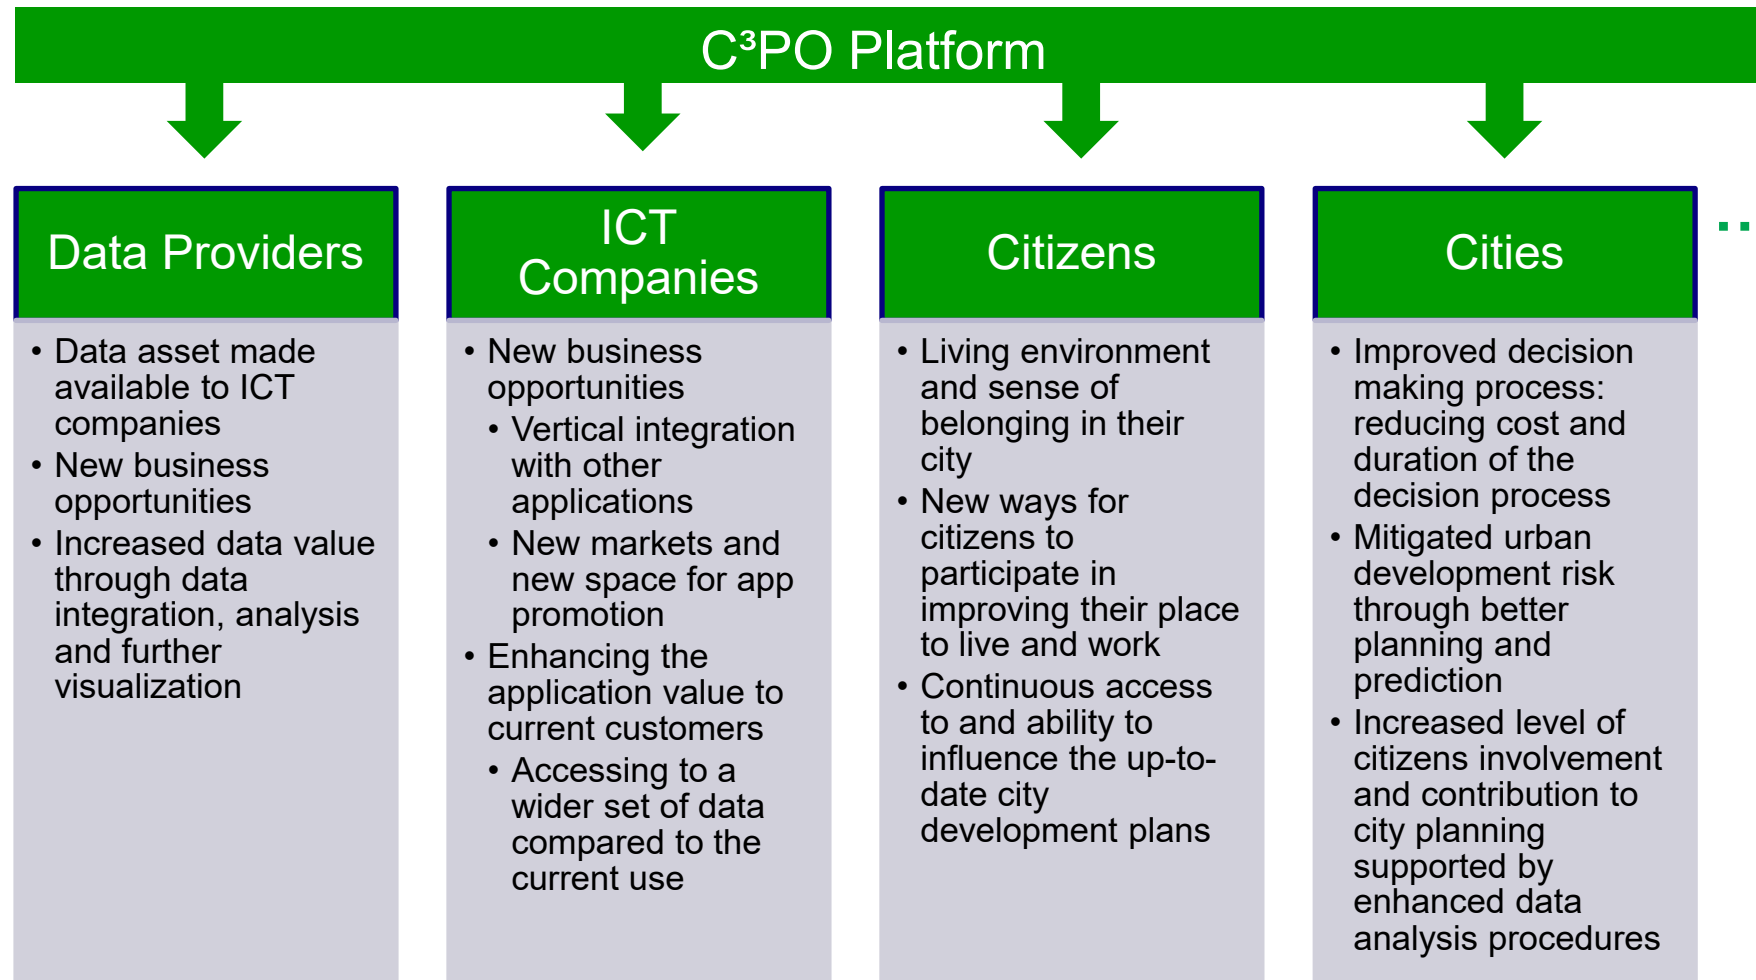 C³PO Platform
Data Providers
• Data asset made
available to ICT
companies
• New business
opportunities
• Increased data value
through data
integration, analysis
and further
visualization
ICT
Companies
• New business
opportunities
• Vertical integration
with other
applications
• New markets and
new space for app
promotion
• Enhancing the
application value to
current customers
• Accessing to a
wider set of data
compared to the
current use
Citizens
• Living environment
and sense of
belonging in their
city
• New ways for
citizens to
participate in
improving their place
to live and work
• Continuous access
to and ability to
influence the up-to-
date city
development plans
Cities
• Improved decision
making process:
reducing cost and
duration of the
decision process
• Mitigated urban
development risk
through better
planning and
prediction
• Increased level of
citizens involvement
and contribution to
city planning
supported by
enhanced data
analysis procedures
..